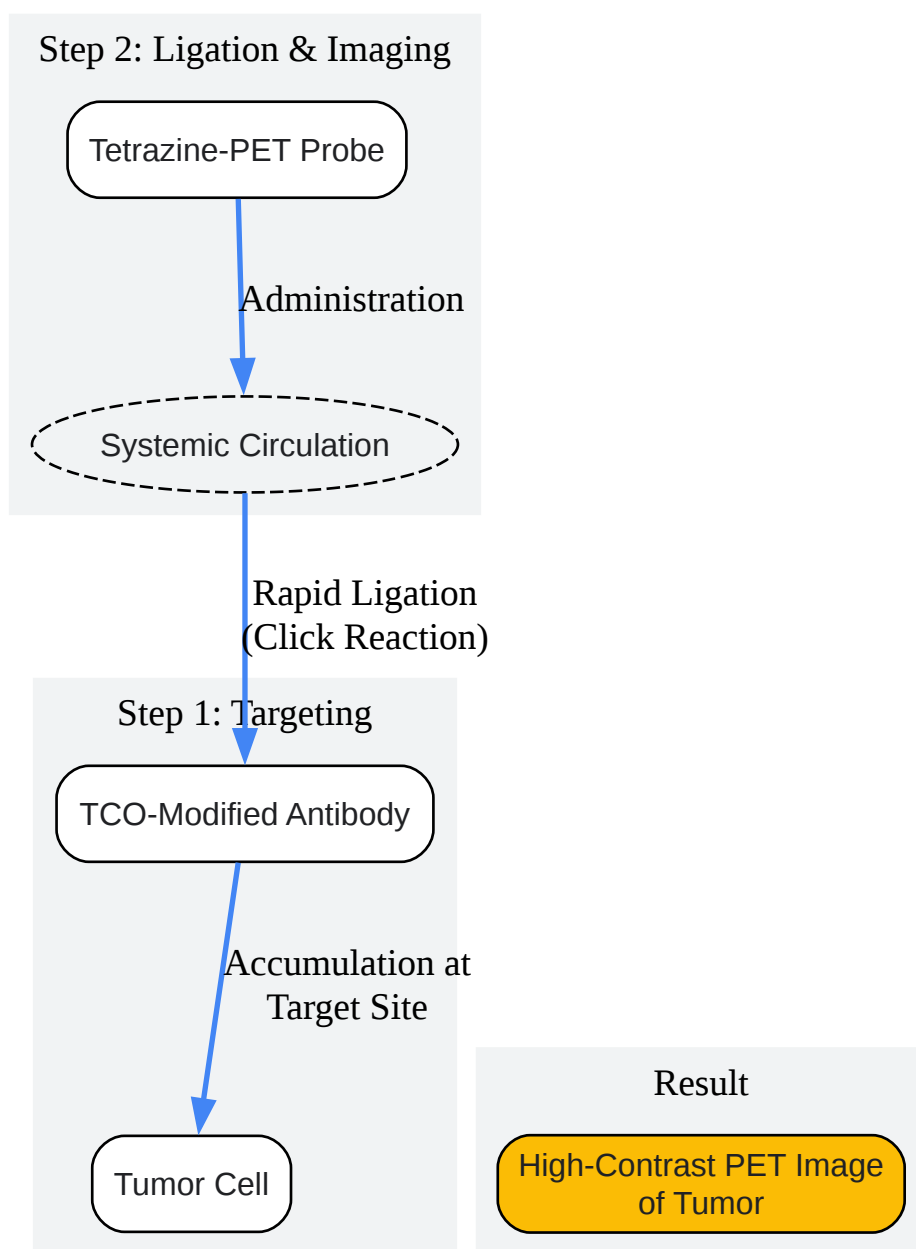 Step 2: Ligation & Imaging
Tetrazine-PET Probe
Administration
Systemic Circulation
Rapid Ligation
(Click Reaction)
Step 1: Targeting
TCO-Modified Antibody
Accumulation at
Target Site
Tumor Cell
Result
High-Contrast PET Image
of Tumor